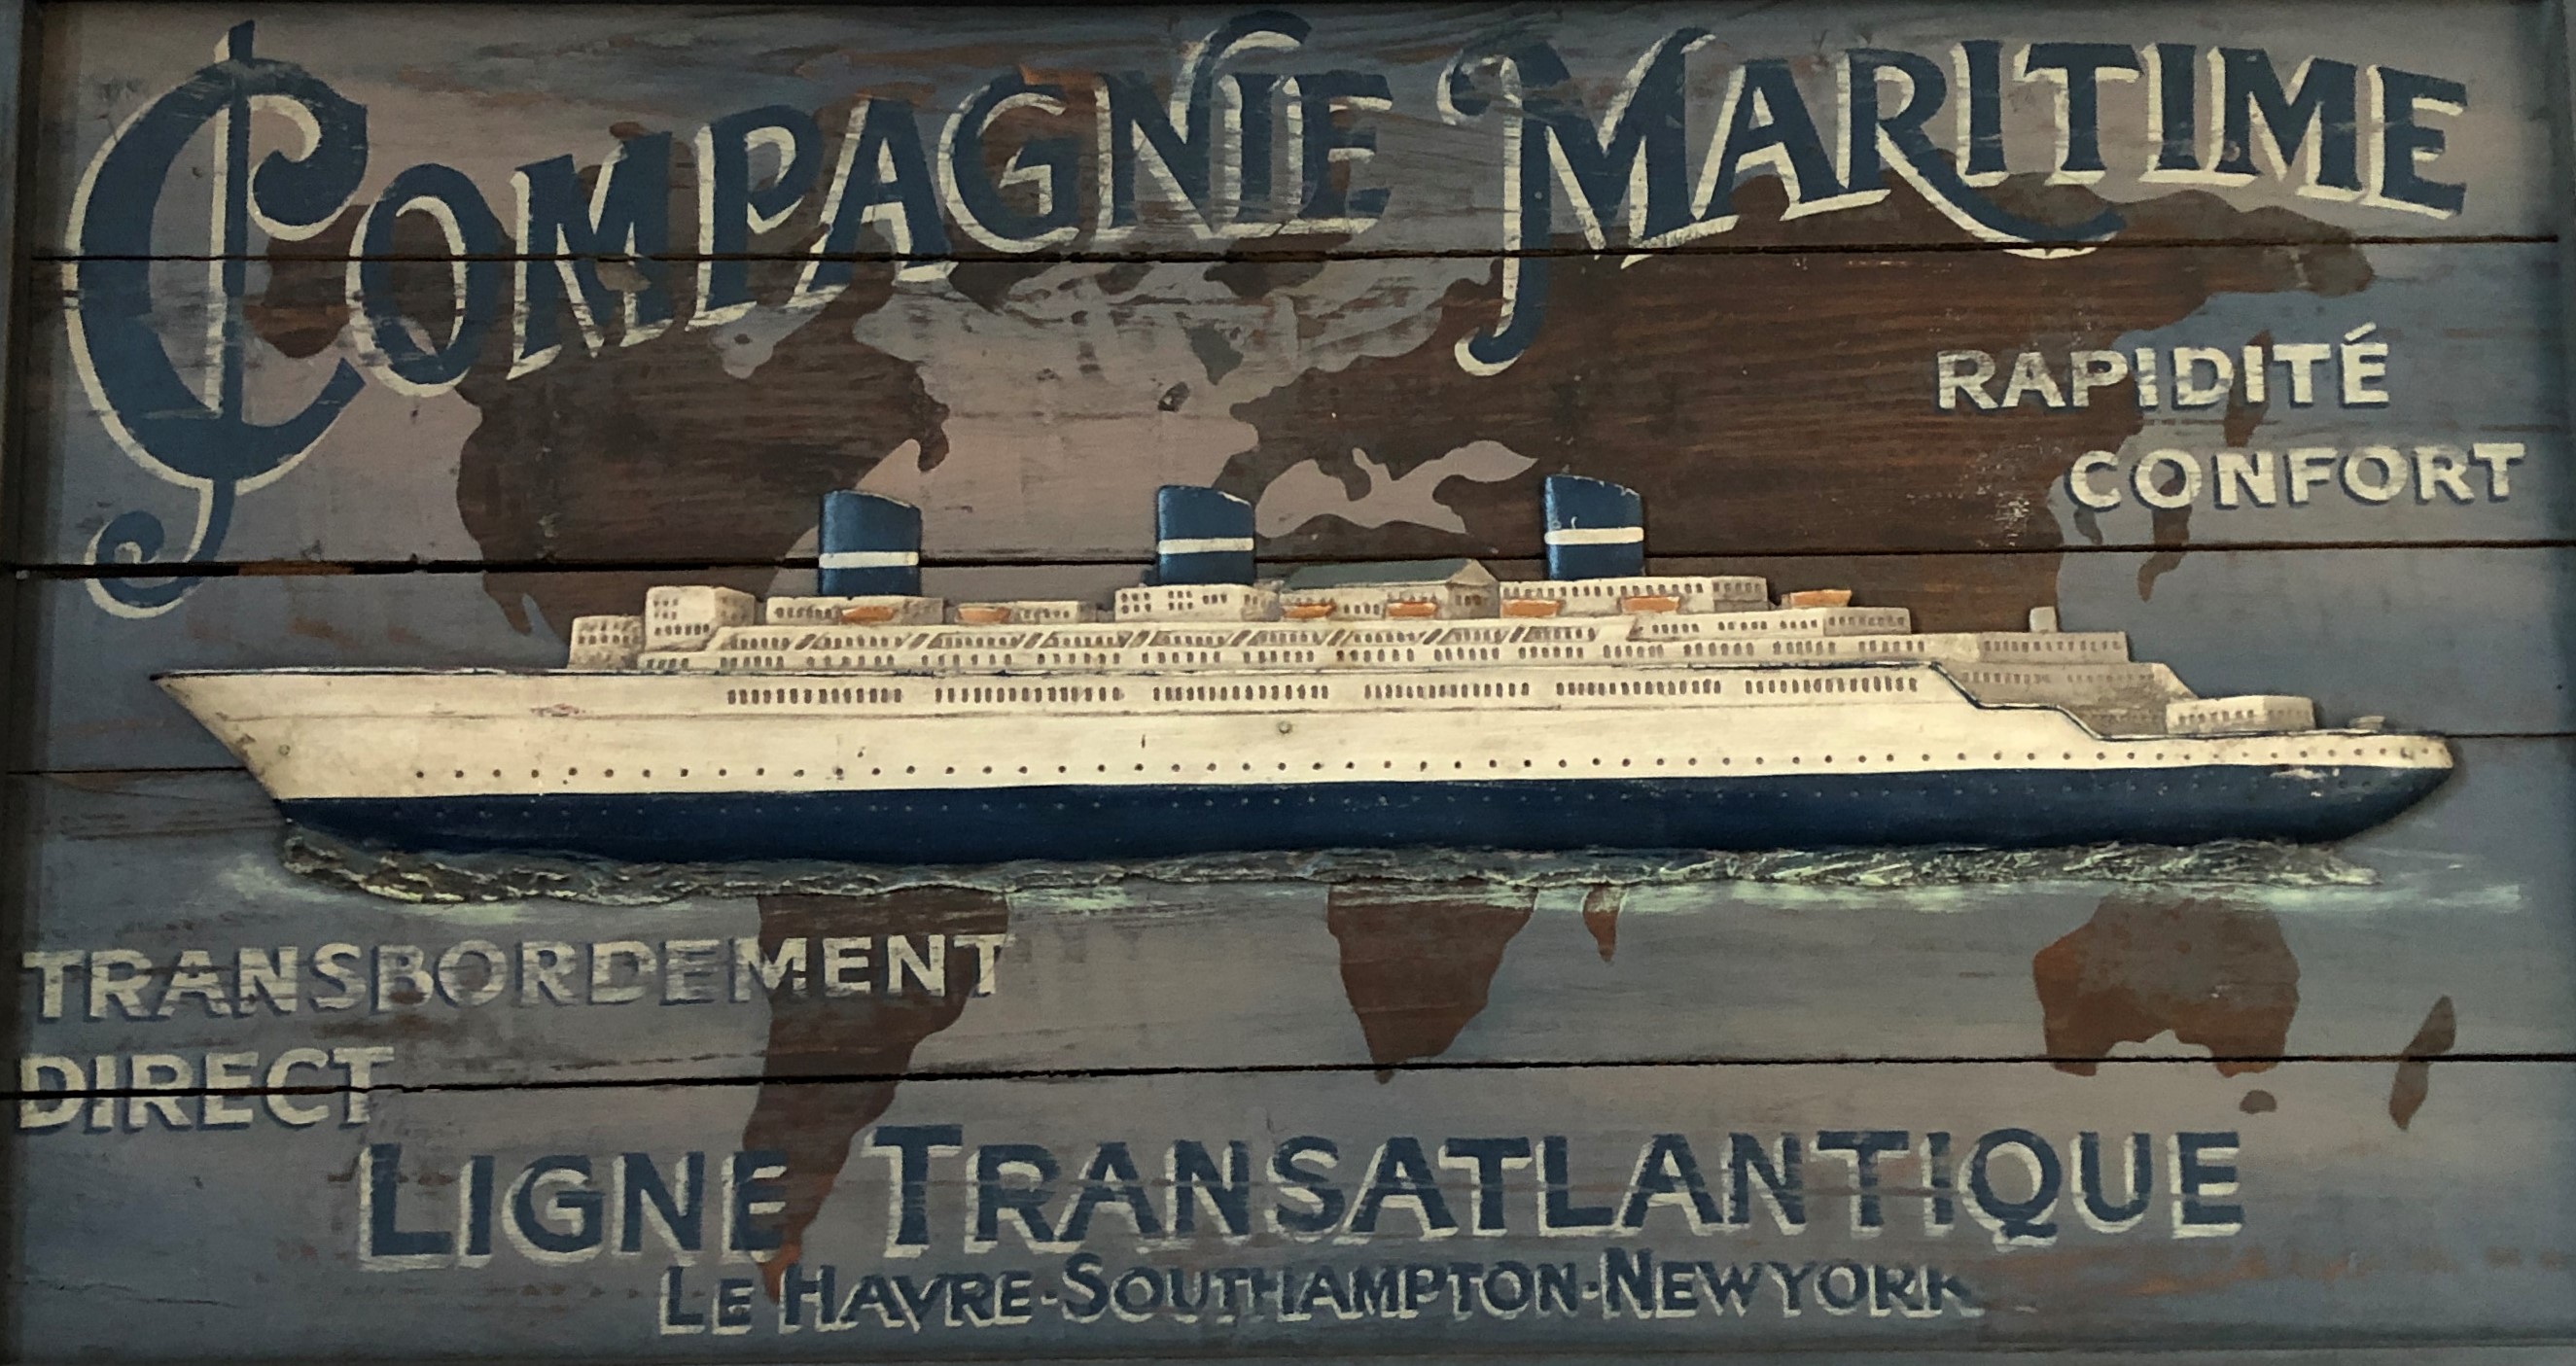 COMPAGNIE MARITIME
RAPIDITÉ
CONFORT
TRANSBORDEMENT
DIRECT
LIGNE TRANSATLANTIQUE
LE HAVRE-SOUTHAMPTON-NEW YORK